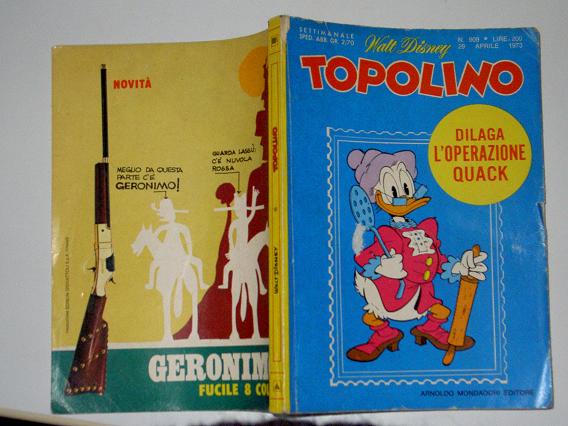 NOVITÀ
GUARDA LASSÙ:
C'È NUVOLA
ROSSA
MEGLIO DA QUESTA
PARTE C'È
GERONIMO!
GERONIM
FUCILE 8 CO
TOPOLINO
WALT DISNEY
SETTIMANALE
SPED. ABB. GR. 2/70
Walt Disney
N. 909 * LIRE 200
29 APRILE 1973
TOPOLINO
DILAGA
L'OPERAZIONE
QUACK
ARNOLDO MONDADORI EDITORE